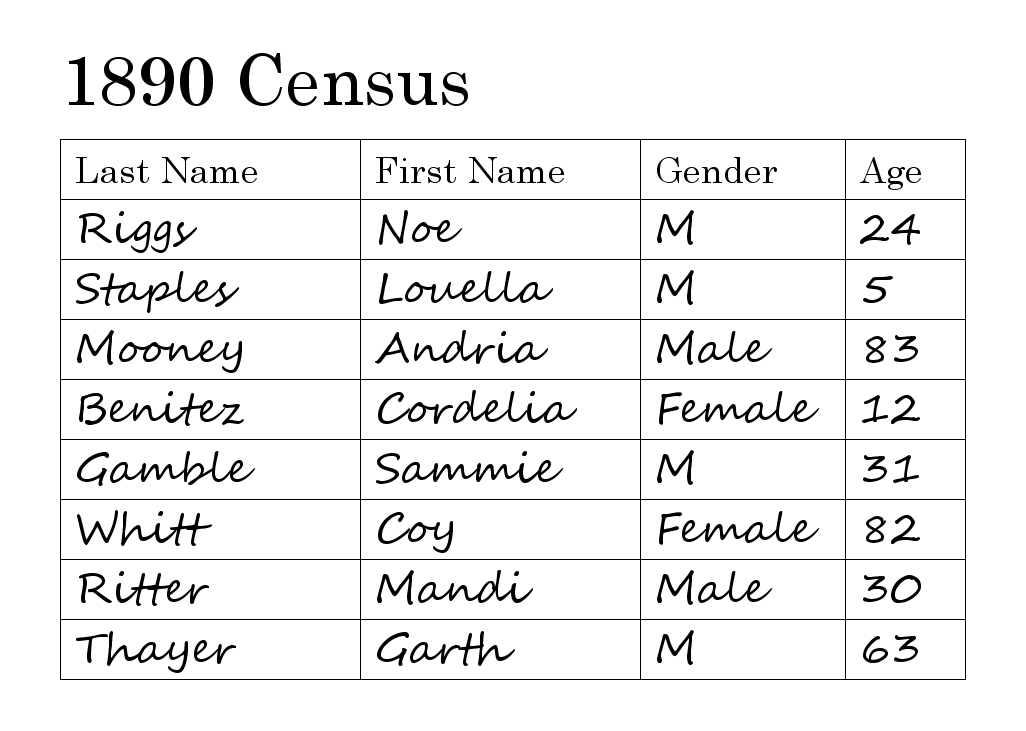 1890 Census
Last Name First Name Gender Age
Riggs Noe M 24
Staples Louella M 5
Mooney Andria Male 83
Benitez Cordelia Female 12
Gamble Sammie M 31
Whitt Coy Female 82
Ritter Mandi Male 30
Thayer Garth M 63